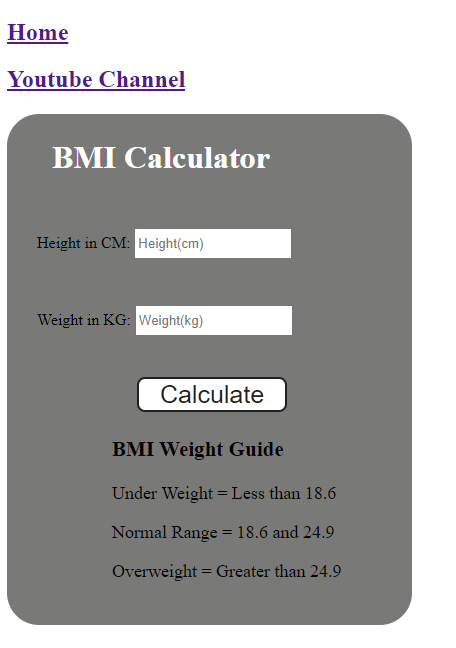 Home
Youtube Channel
BMI Calculator
Height in CM: Height(cm)
Weight in KG: Weight(kg)
Calculate
BMI Weight Guide
Under Weight = Less than 18.6
Normal Range = 18.6 and 24.9
Overweight = Greater than 24.9